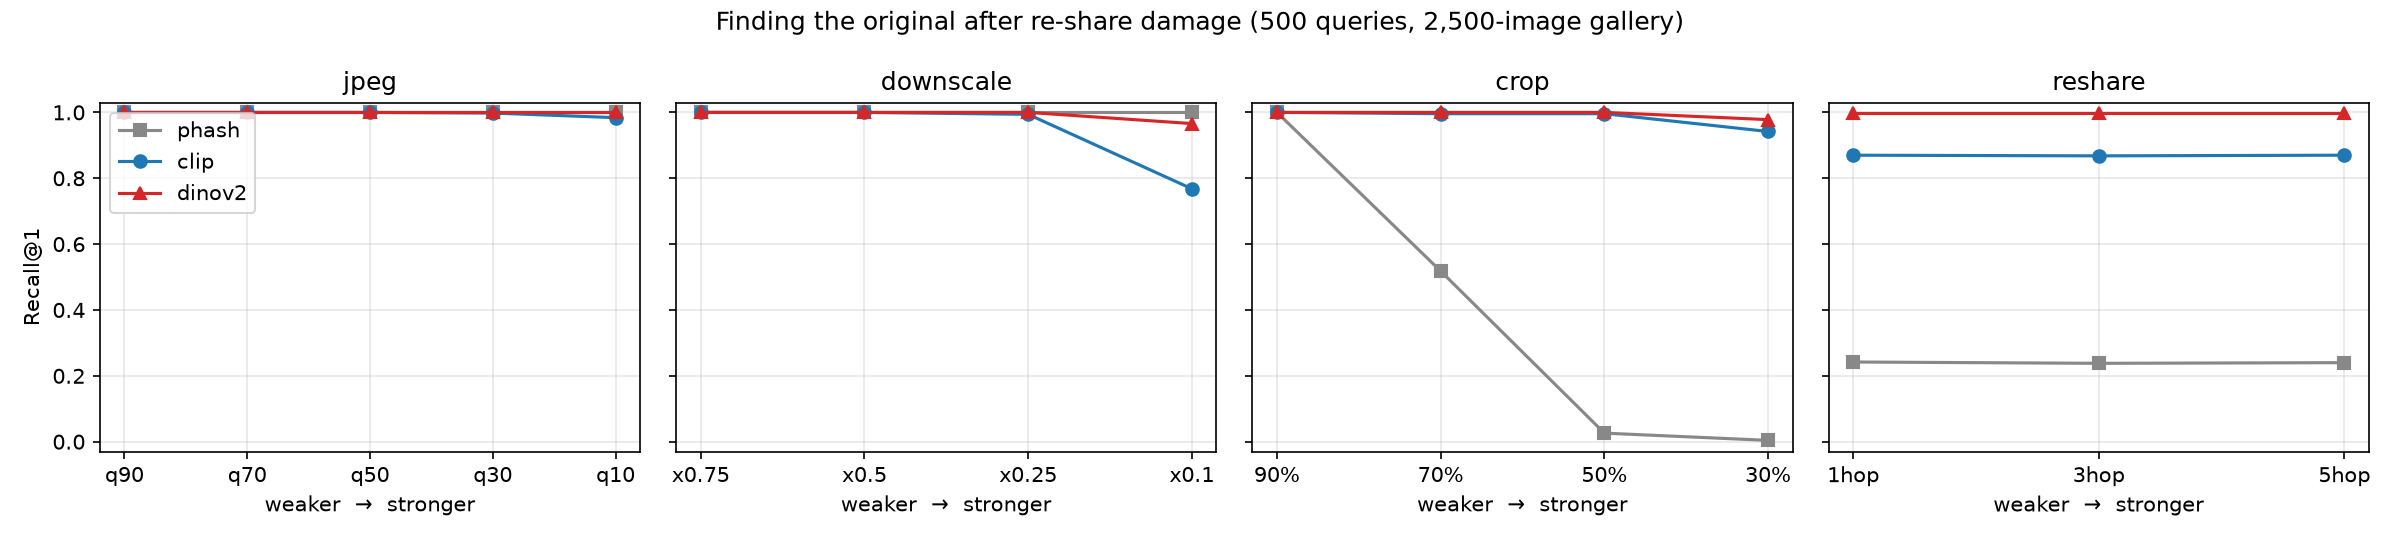 Finding the original after re-share damage (500 queries, 2,500-image gallery)
jpeg
downscale
crop
reshare
Recall@1
1.0
0.8
0.6
0.4
0.2
0.0
phash
clip
dinov2
q90 q70 q50 q30 q10
weaker → stronger
x0.75 x0.5 x0.25 x0.1
weaker → stronger
90% 70% 50% 30%
weaker → stronger
1hop 3hop 5hop
weaker → stronger